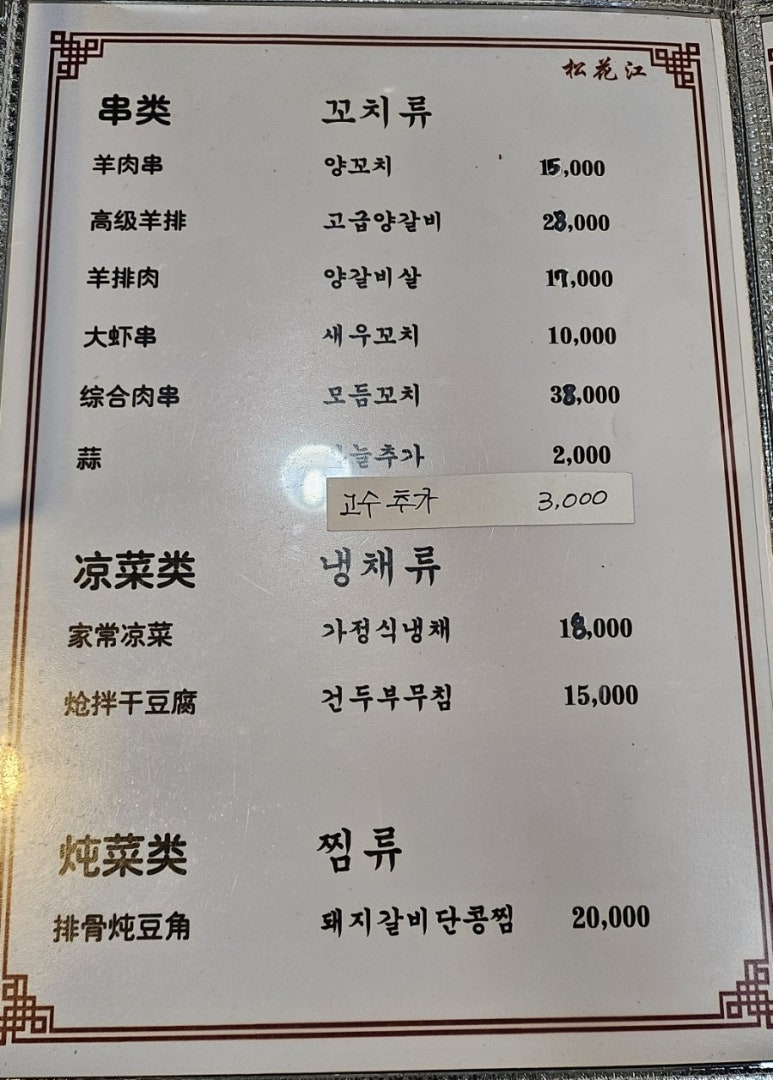 松花江
串类 꼬치류
羊肉串 양꼬치 15,000
高级羊排 고급양갈비 28,000
羊排肉 양갈비살 17,000
大虾串 새우꼬치 10,000
综合肉串 모듬꼬치 38,000
蒜 마늘추가 2,000
고수 추가 3,000
凉菜类 냉채류
家常凉菜 가정식냉채 18,000
炝拌干豆腐 건두부무침 15,000
炖菜类 찜류
排骨炖豆角 돼지갈비단콩찜 20,000